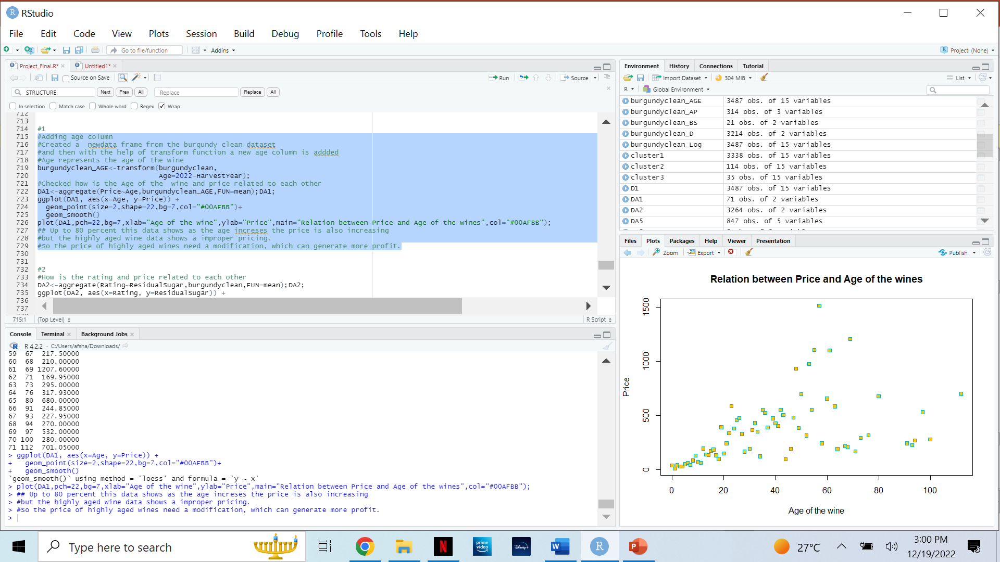 RStudio
File Edit Code View Plots Session Build Debug Profile Tools Help
Go to file/function Addins Project: (None)
Project_Final.R* Untitled1*
Source on Save Run Source
STRUCTURE Next Prev All Replace Replace All
In selection Match case Whole word Regex Wrap
712
713
714 #1
715 #Adding age column
716 #Created a  newdata frame from the burgundy clean dataset
717 #and then with the help of transform function a new age column is addded
718 #Age represents the age of the wine
719 burgundyclean_AGE<-transform(burgundyclean,
720                              Age=2022-HarvestYear);
721 #Checked how is the Age of the  wine and price related to each other
722 DA1<-aggregate(Price~Age,burgundyclean_AGE,FUN=mean);DA1;
723 ggplot(DA1, aes(x=Age, y=Price)) +
724   geom_point(size=2,shape=22,bg=7,col="#00AFBB")+
725   geom_smooth()
726 plot(DA1,pch=22,bg=7,xlab="Age of the wine",ylab="Price",main="Relation between Price and Age of the wines",col="#00AFBB");
727 ## Up to 80 percent this data shows as the age increses the price is also increasing
728 #but the highly aged wine data shows a improper pricing.
729 #So the price of highly aged wines need a modification, which can generate more profit.
730
731
732 #2
733 #How is the rating and price related to each other
734 DA2<-aggregate(Rating~ResidualSugar,burgundyclean,FUN=mean);DA2;
735 ggplot(DA2, aes(x=Rating, y=ResidualSugar)) +
736
737
715:1 (Top Level) R Script
Console Terminal Background Jobs
R 4.2.2 · C:/Users/afsha/Downloads/
59  67  217.50000
60  68  210.00000
61  69 1207.60000
62  71  169.95000
63  73  295.00000
64  76  317.93000
65  80  680.00000
66  91  244.85000
67  93  227.95000
68  94  270.00000
69  97  532.00000
70 100  280.00000
71 112  701.05000
> ggplot(DA1, aes(x=Age, y=Price)) +
+   geom_point(size=2,shape=22,bg=7,col="#00AFBB")+
+   geom_smooth()
`geom_smooth()` using method = 'loess' and formula = 'y ~ x'
> plot(DA1,pch=22,bg=7,xlab="Age of the wine",ylab="Price",main="Relation between Price and Age of the wines",col="#00AFBB");
> ## Up to 80 percent this data shows as the age increses the price is also increasing
> #but the highly aged wine data shows a improper pricing.
> #So the price of highly aged wines need a modification, which can generate more profit.
>
Environment History Connections Tutorial
Import Dataset 304 MiB List
R Global Environment
burgundyclean_AGE 3487 obs. of 15 variables
burgundyclean_AP 314 obs. of 3 variables
burgundyclean_BS 21 obs. of 2 variables
burgundyclean_D 3214 obs. of 2 variables
burgundyclean_Log 3487 obs. of 15 variables
cluster1 3338 obs. of 15 variables
cluster2 114 obs. of 15 variables
cluster3 35 obs. of 15 variables
D1 3487 obs. of 15 variables
DA1 71 obs. of 2 variables
DA2 3264 obs. of 2 variables
DA5 847 obs. of 5 variables
Files Plots Packages Help Viewer Presentation
Zoom Export Publish
Relation between Price and Age of the wines
1500
1000
500
0
Price
0 20 40 60 80 100
Age of the wine
Type here to search
N
prime video
Disney+
W
R
P
27°C
3:00 PM
12/19/2022